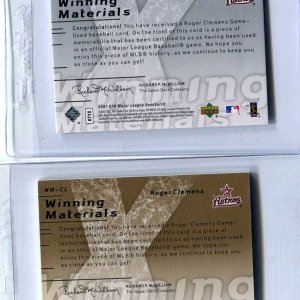 Winning
Materials
Congratulations! You have received a Roger Clemens Game-
Used baseball card. On the front of this card is a piece of
memorabilia that has been certified to us as having been used
in an official Major League Baseball® game. We hope you
enjoy this piece of MLB® history, as we continue to keep you
as close as you can get!
RICHARD P. McWILLIAM
The Upper Deck Company
Winning
Materials
WM-CL
Roger Clemens
Astros
Winning
Materials
Congratulations! You have received a Roger Clemens Game-
Used baseball card. On the front of this card is a piece of
memorabilia that has been certified to us as having been used
in an official Major League Baseball® game. We hope you
enjoy this piece of MLB® history, as we continue to keep you
as close as you can get!
RICHARD P. McWILLIAM
The Upper Deck Company